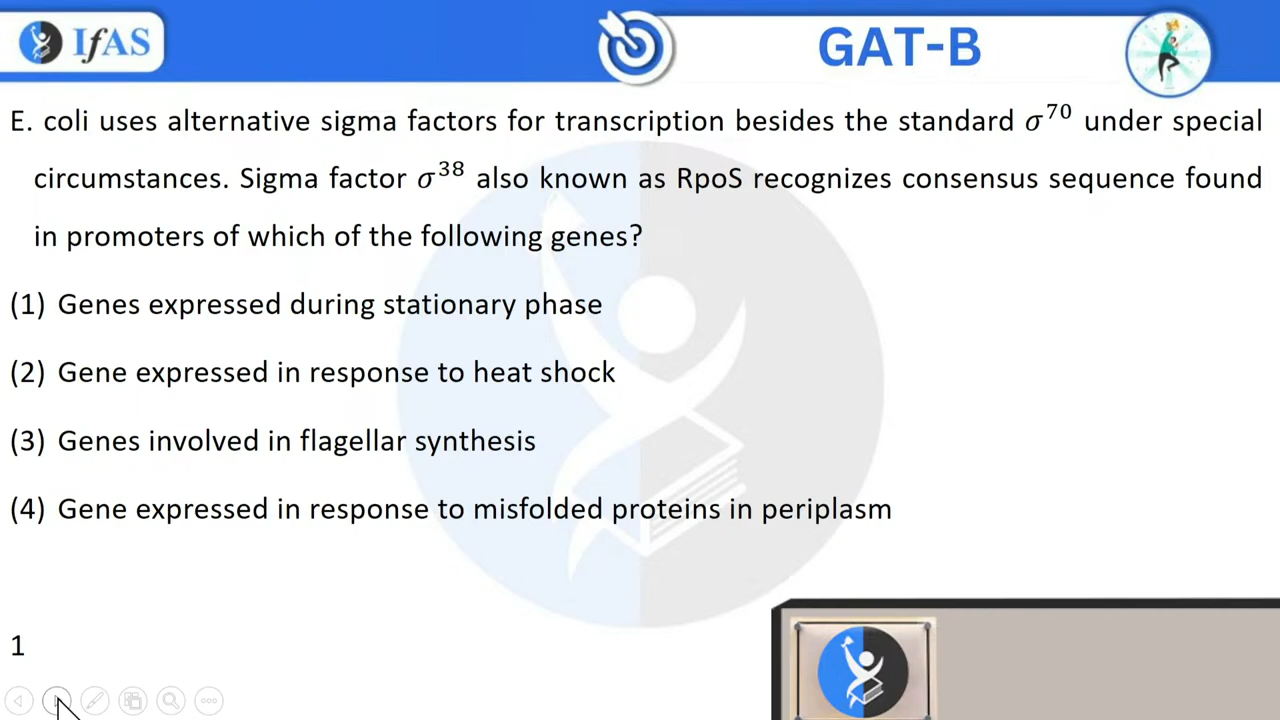 IfAS
GAT-B
E. coli uses alternative sigma factors for transcription besides the standard σ⁷⁰ under special
circumstances. Sigma factor σ³⁸ also known as RpoS recognizes consensus sequence found
in promoters of which of the following genes?
(1) Genes expressed during stationary phase
(2) Gene expressed in response to heat shock
(3) Genes involved in flagellar synthesis
(4) Gene expressed in response to misfolded proteins in periplasm
1